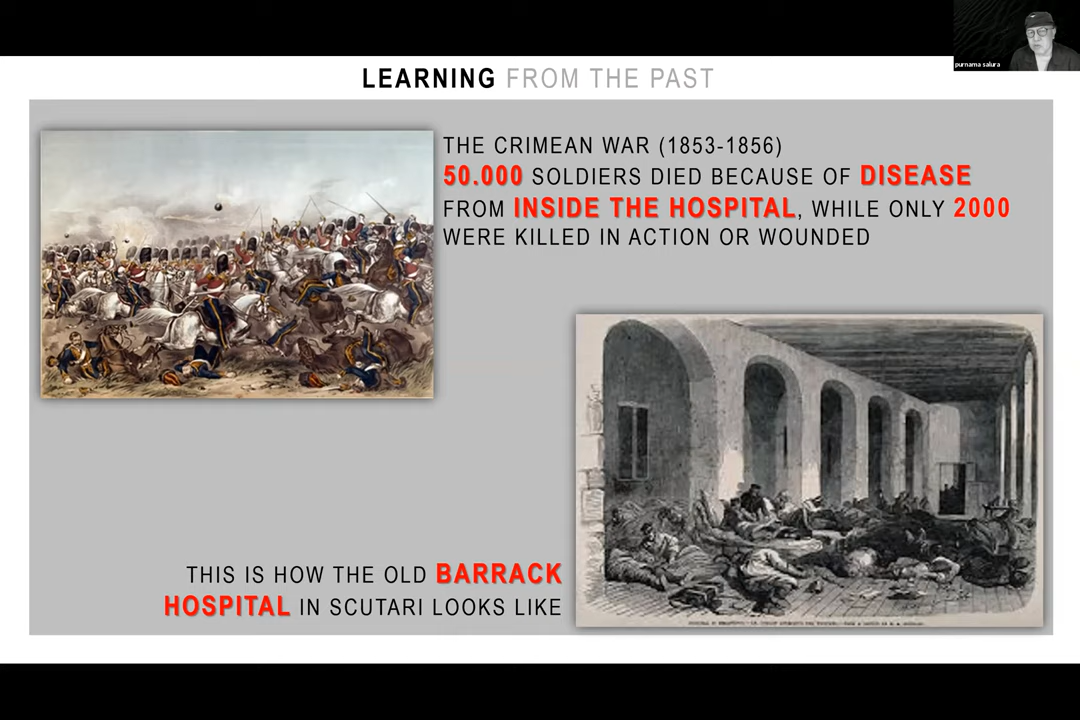 purnama salura
LEARNING FROM THE PAST
THE CRIMEAN WAR (1853-1856)
50.000 SOLDIERS DIED BECAUSE OF DISEASE
FROM INSIDE THE HOSPITAL, WHILE ONLY 2000
WERE KILLED IN ACTION OR WOUNDED
THIS IS HOW THE OLD BARRACK
HOSPITAL IN SCUTARI LOOKS LIKE